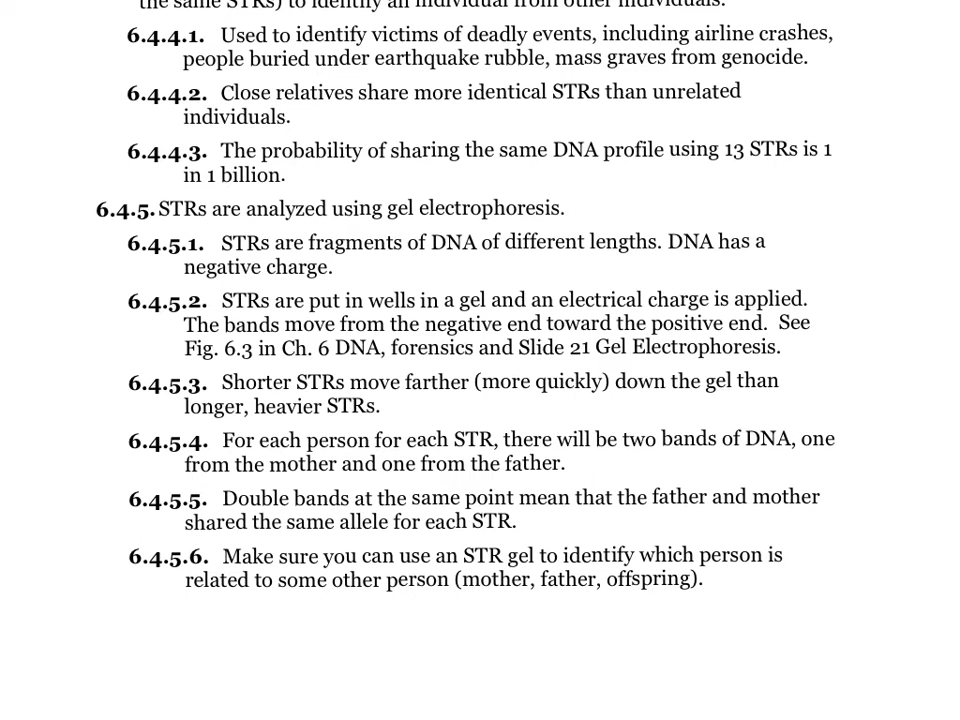 the same STRs) to identify an individual from other individuals.
6.4.4.1. Used to identify victims of deadly events, including airline crashes,
people buried under earthquake rubble, mass graves from genocide.
6.4.4.2. Close relatives share more identical STRs than unrelated
individuals.
6.4.4.3. The probability of sharing the same DNA profile using 13 STRs is 1
in 1 billion.
6.4.5. STRs are analyzed using gel electrophoresis.
6.4.5.1. STRs are fragments of DNA of different lengths. DNA has a
negative charge.
6.4.5.2. STRs are put in wells in a gel and an electrical charge is applied.
The bands move from the negative end toward the positive end. See
Fig. 6.3 in Ch. 6 DNA, forensics and Slide 21 Gel Electrophoresis.
6.4.5.3. Shorter STRs move farther (more quickly) down the gel than
longer, heavier STRs.
6.4.5.4. For each person for each STR, there will be two bands of DNA, one
from the mother and one from the father.
6.4.5.5. Double bands at the same point mean that the father and mother
shared the same allele for each STR.
6.4.5.6. Make sure you can use an STR gel to identify which person is
related to some other person (mother, father, offspring).